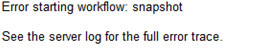 Error starting workflow: snapshot
See the server log for the full error trace.